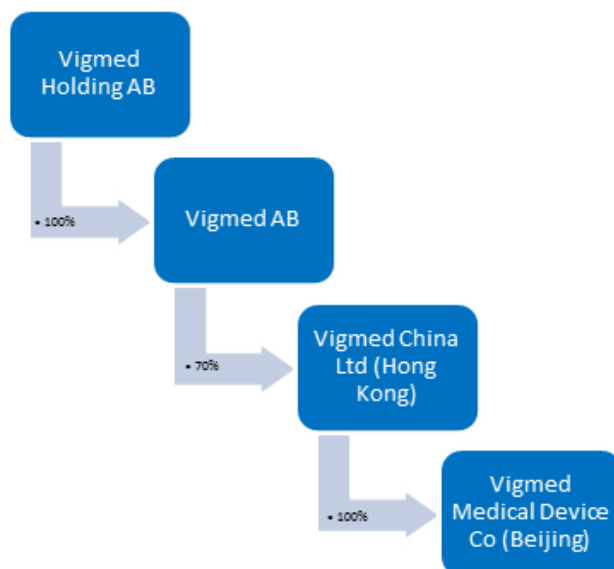 Vigmed
Holding AB
▪ 100%
Vigmed AB
▪ 70%
Vigmed China
Ltd (Hong
Kong)
▪ 100%
Vigmed
Medical Device
Co (Beijing)